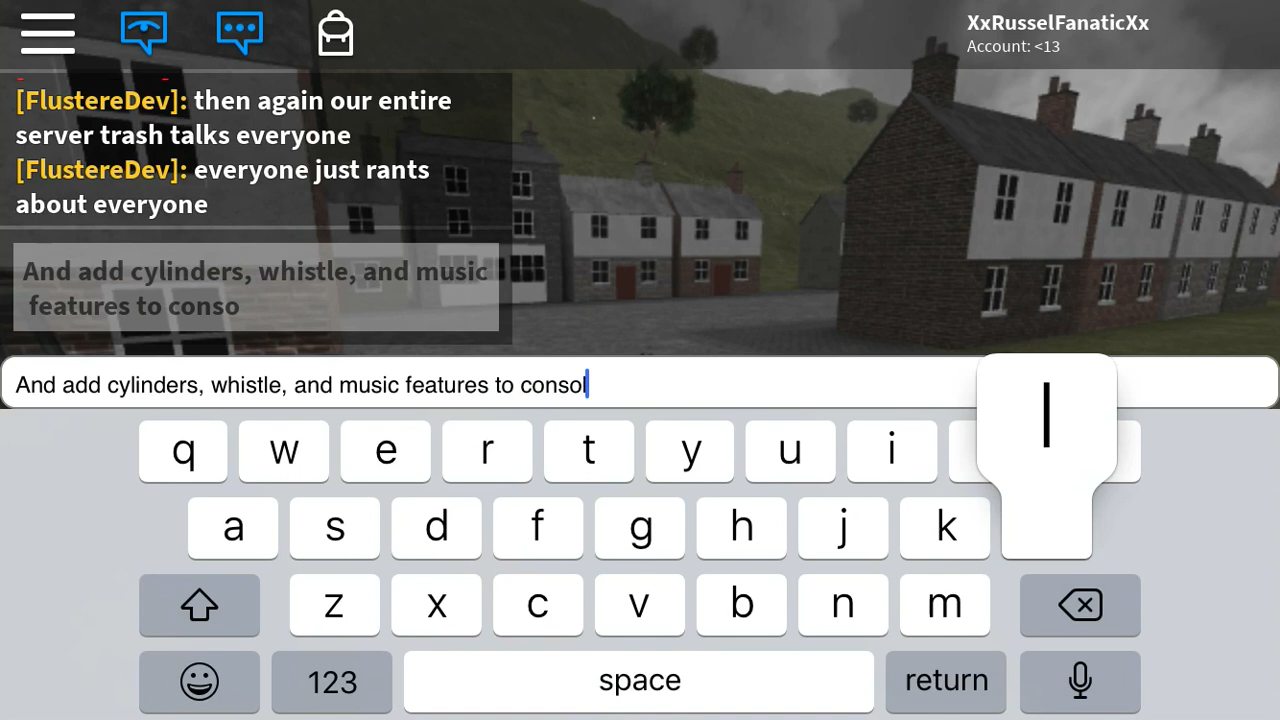 XxRusselFanaticXx
Account: <13
[FlustereDev]: then again our entire
server trash talks everyone
[FlustereDev]: everyone just rants
about everyone
And add cylinders, whistle, and music
features to conso
And add cylinders, whistle, and music features to consol
l
q w e r t y u i
a s d f g h j k
z x c v b n m
123 space return